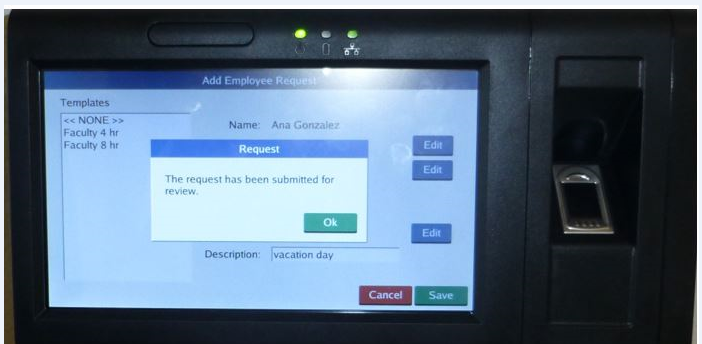 Add Employee Request
Templates
<< NONE >>
Faculty 4 hr
Faculty 8 hr
Name: Ana Gonzalez
Edit
Request
The request has been submitted for
review.
Edit
Ok
Edit
Description: vacation day
Cancel Save